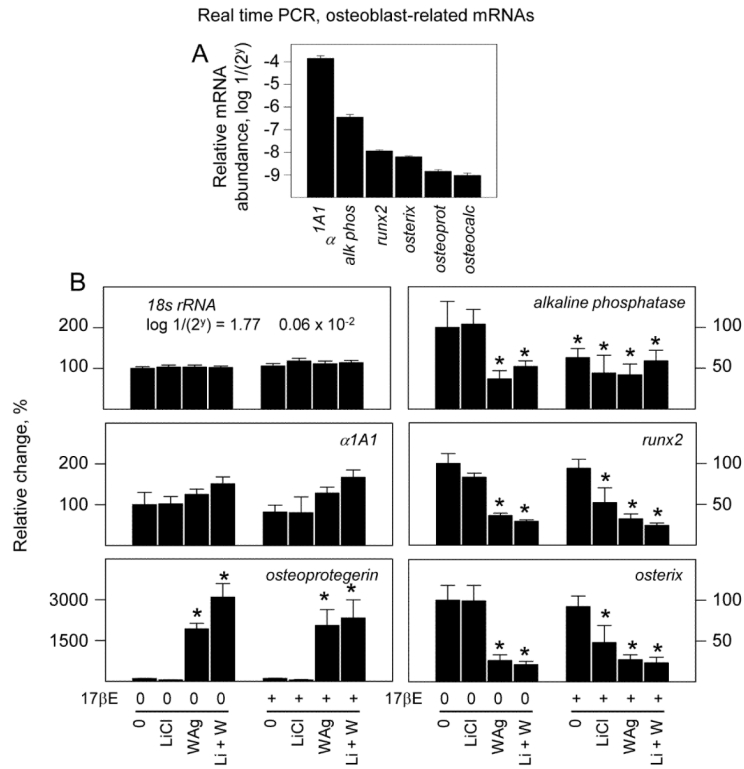 Real time PCR, osteoblast-related mRNAs
A
Relative mRNA
abundance, log 1/(2ʸ)
-4
-5
-6
-7
-8
-9
1A1
α
alk phos
runx2
osterix
osteoprot
osteocalc
B
Relative change, %
18s rRNA
log 1/(2ʸ) = 1.77 0.06 x 10⁻²
200
100
alkaline phosphatase
* * * * * *
100
50
α1A1
200
100
runx2
* * * * *
100
50
osteoprotegerin
* * * *
3000
1500
osterix
* * * * *
100
50
17βE 0 0 0 0 + + + +
0 LiCl WAg Li + W 0 LiCl WAg Li + W
17βE 0 0 0 0 + + + +
0 LiCl WAg Li + W 0 LiCl WAg Li + W